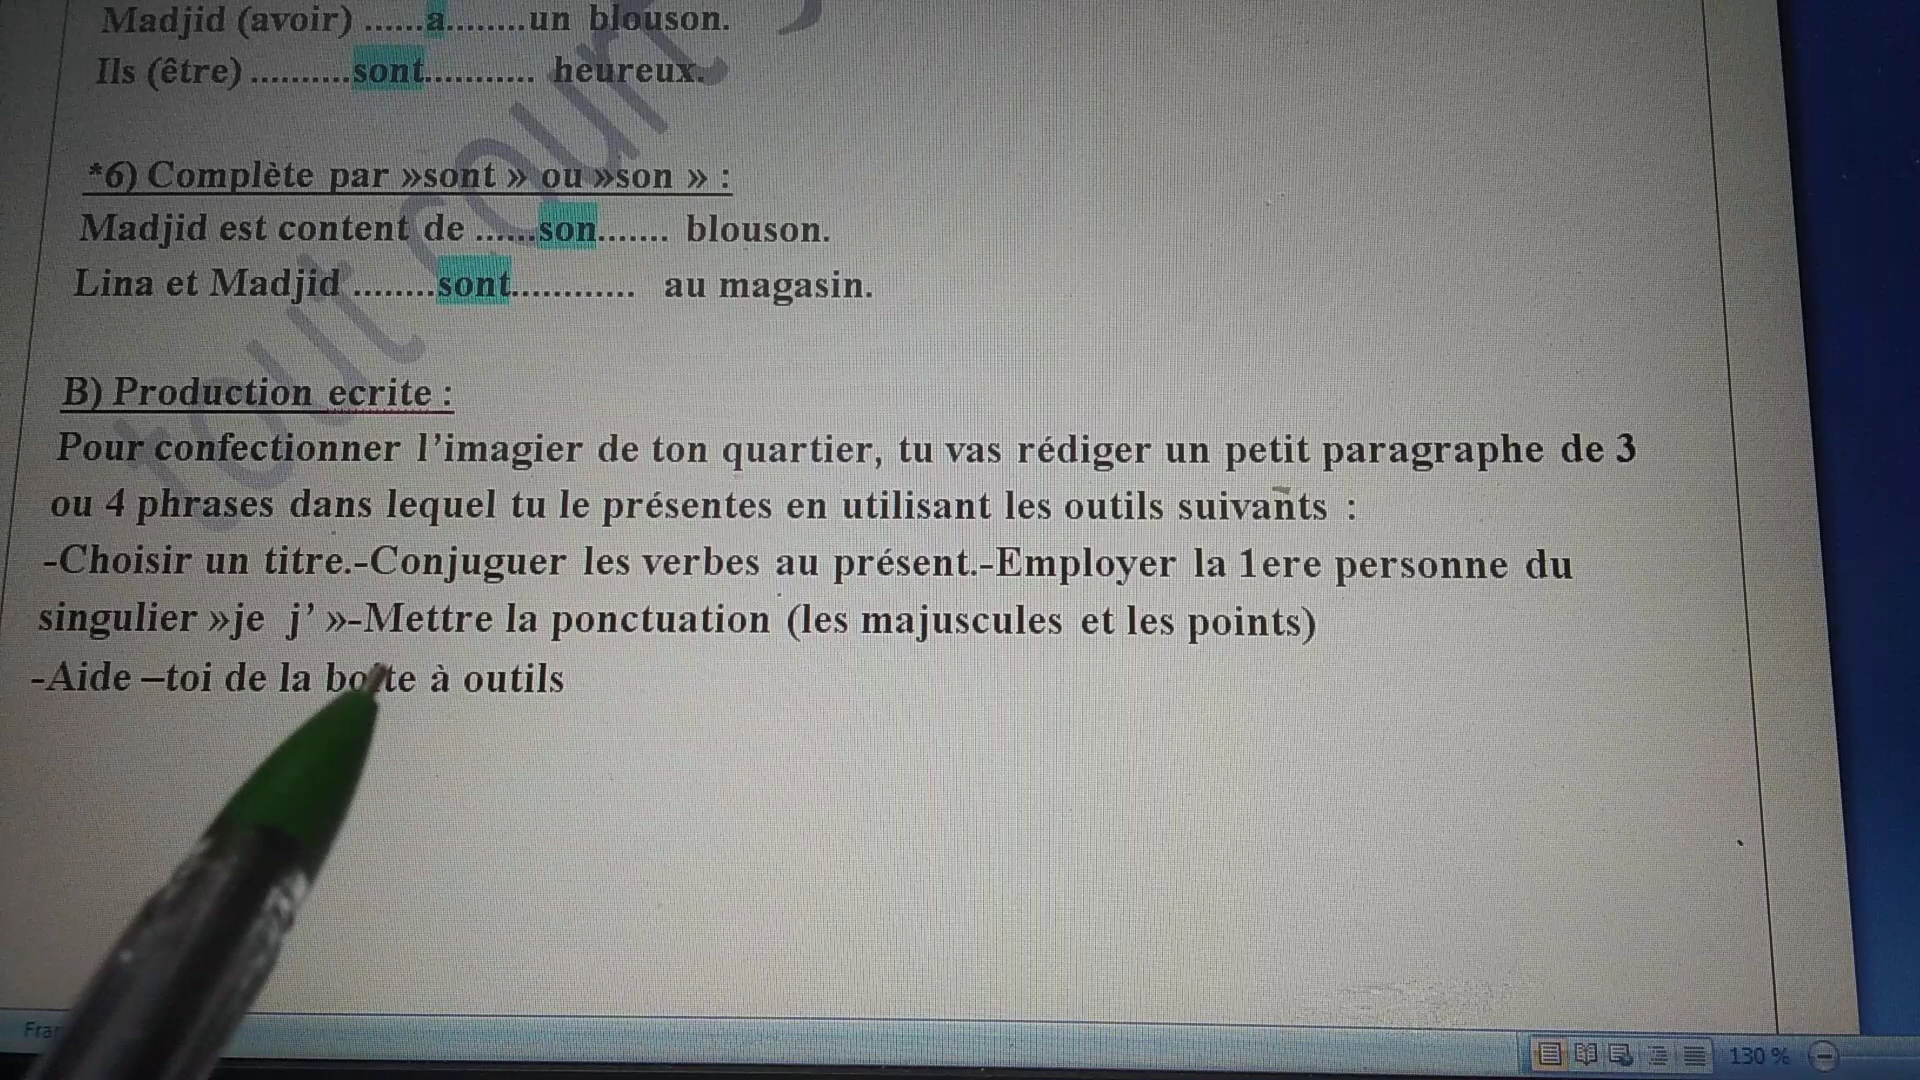 Madjid (avoir) ......a........un blouson.
Ils (être) ..........sont........... heureux.
*6) Complète par »sont » ou »son » :
Madjid est content de ......son....... blouson.
Lina et Madjid ........sont............ au magasin.
B) Production ecrite :
Pour confectionner l’imagier de ton quartier, tu vas rédiger un petit paragraphe de 3
ou 4 phrases dans lequel tu le présentes en utilisant les outils suivants :
-Choisir un titre.-Conjuguer les verbes au présent.-Employer la 1ere personne du
singulier »je j’ »-Mettre la ponctuation (les majuscules et les points)
-Aide –toi de la boîte à outils
tout court
130 %